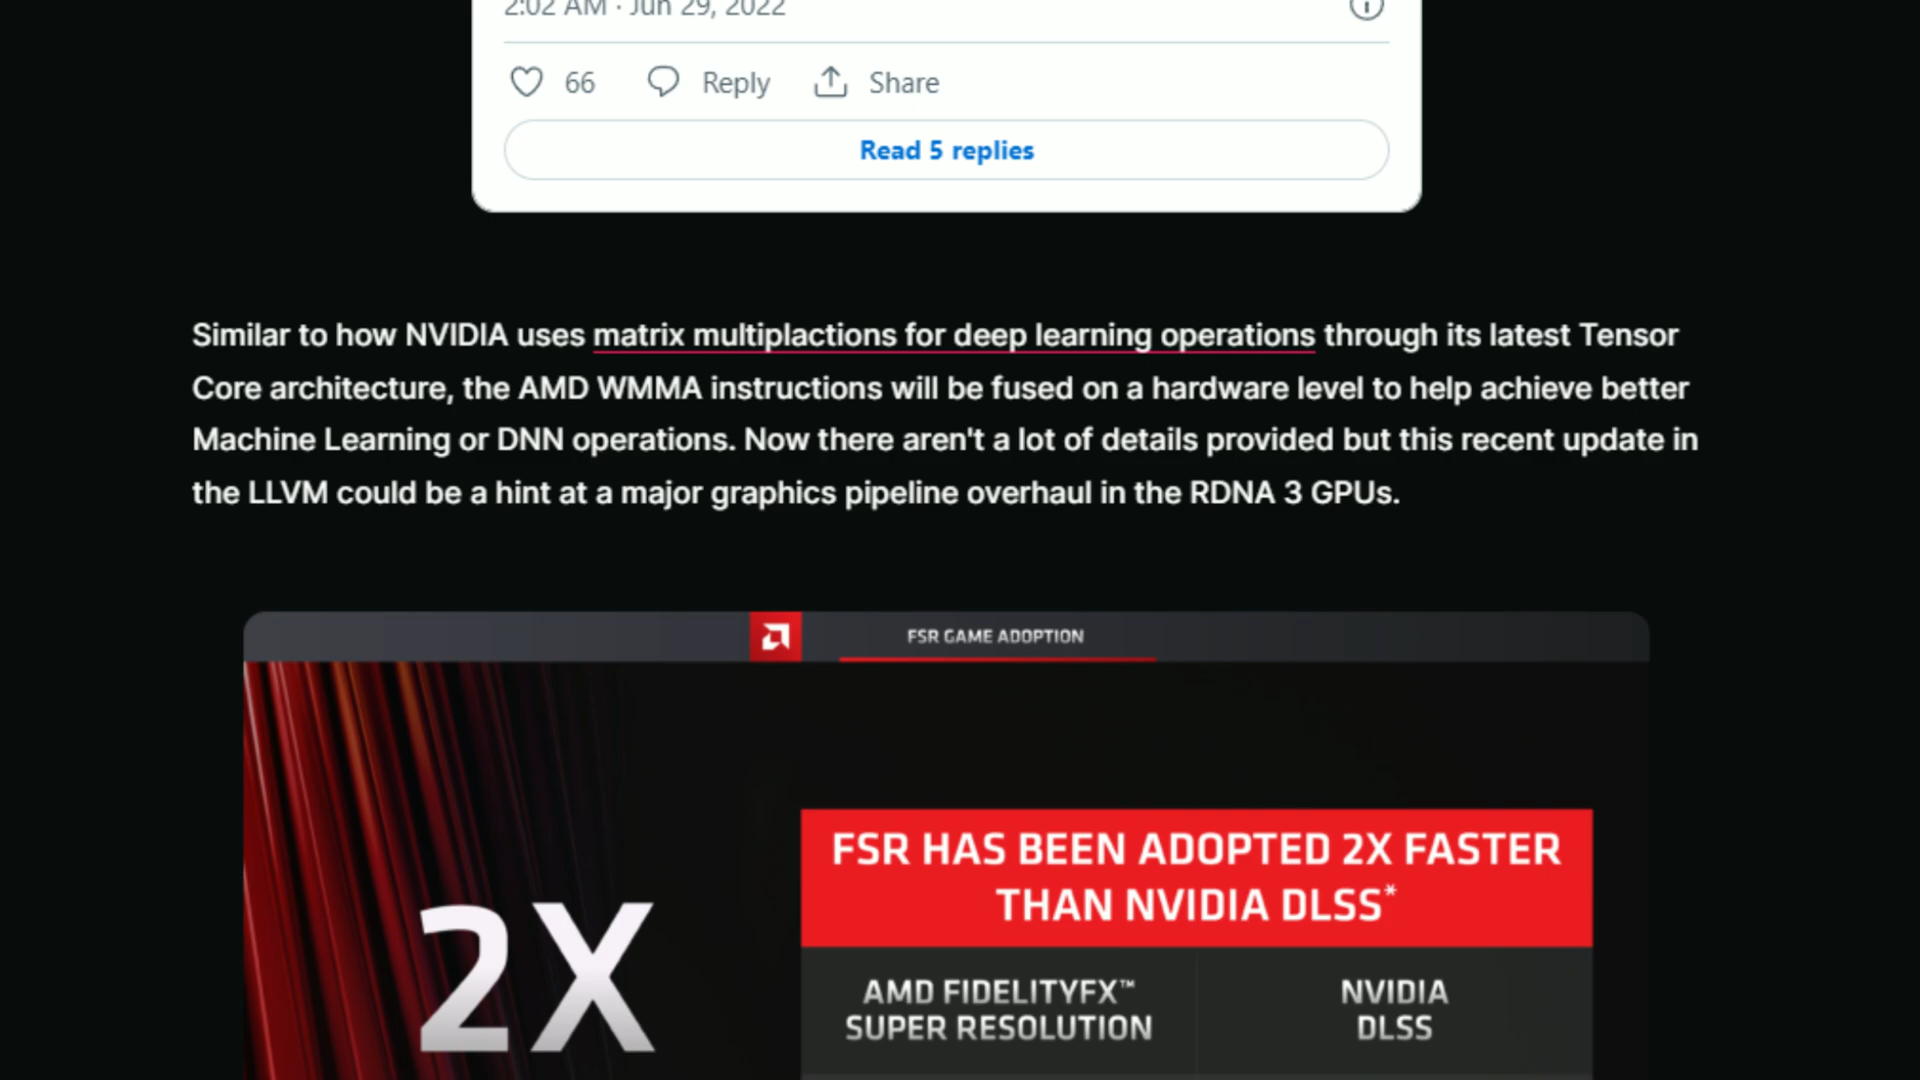 2:02 AM · Jun 29, 2022
66 Reply Share
Read 5 replies
Similar to how NVIDIA uses matrix multiplactions for deep learning operations through its latest Tensor
Core architecture, the AMD WMMA instructions will be fused on a hardware level to help achieve better
Machine Learning or DNN operations. Now there aren't a lot of details provided but this recent update in
the LLVM could be a hint at a major graphics pipeline overhaul in the RDNA 3 GPUs.
FSR GAME ADOPTION
FSR HAS BEEN ADOPTED 2X FASTER
THAN NVIDIA DLSS*
2X
AMD FIDELITYFX™
SUPER RESOLUTION
NVIDIA
DLSS